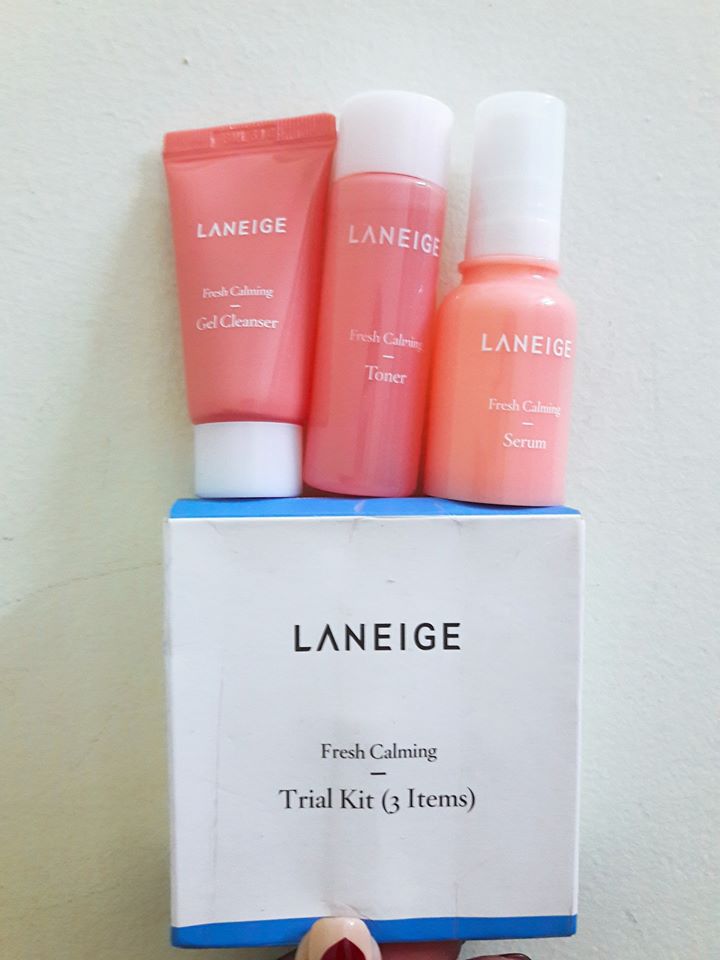 LANEIGE
Fresh Calming
Gel Cleanser
LANEIGE
Fresh Calming
Toner
LANEIGE
Fresh Calming
Serum
LANEIGE
Fresh Calming
Trial Kit (3 Items)